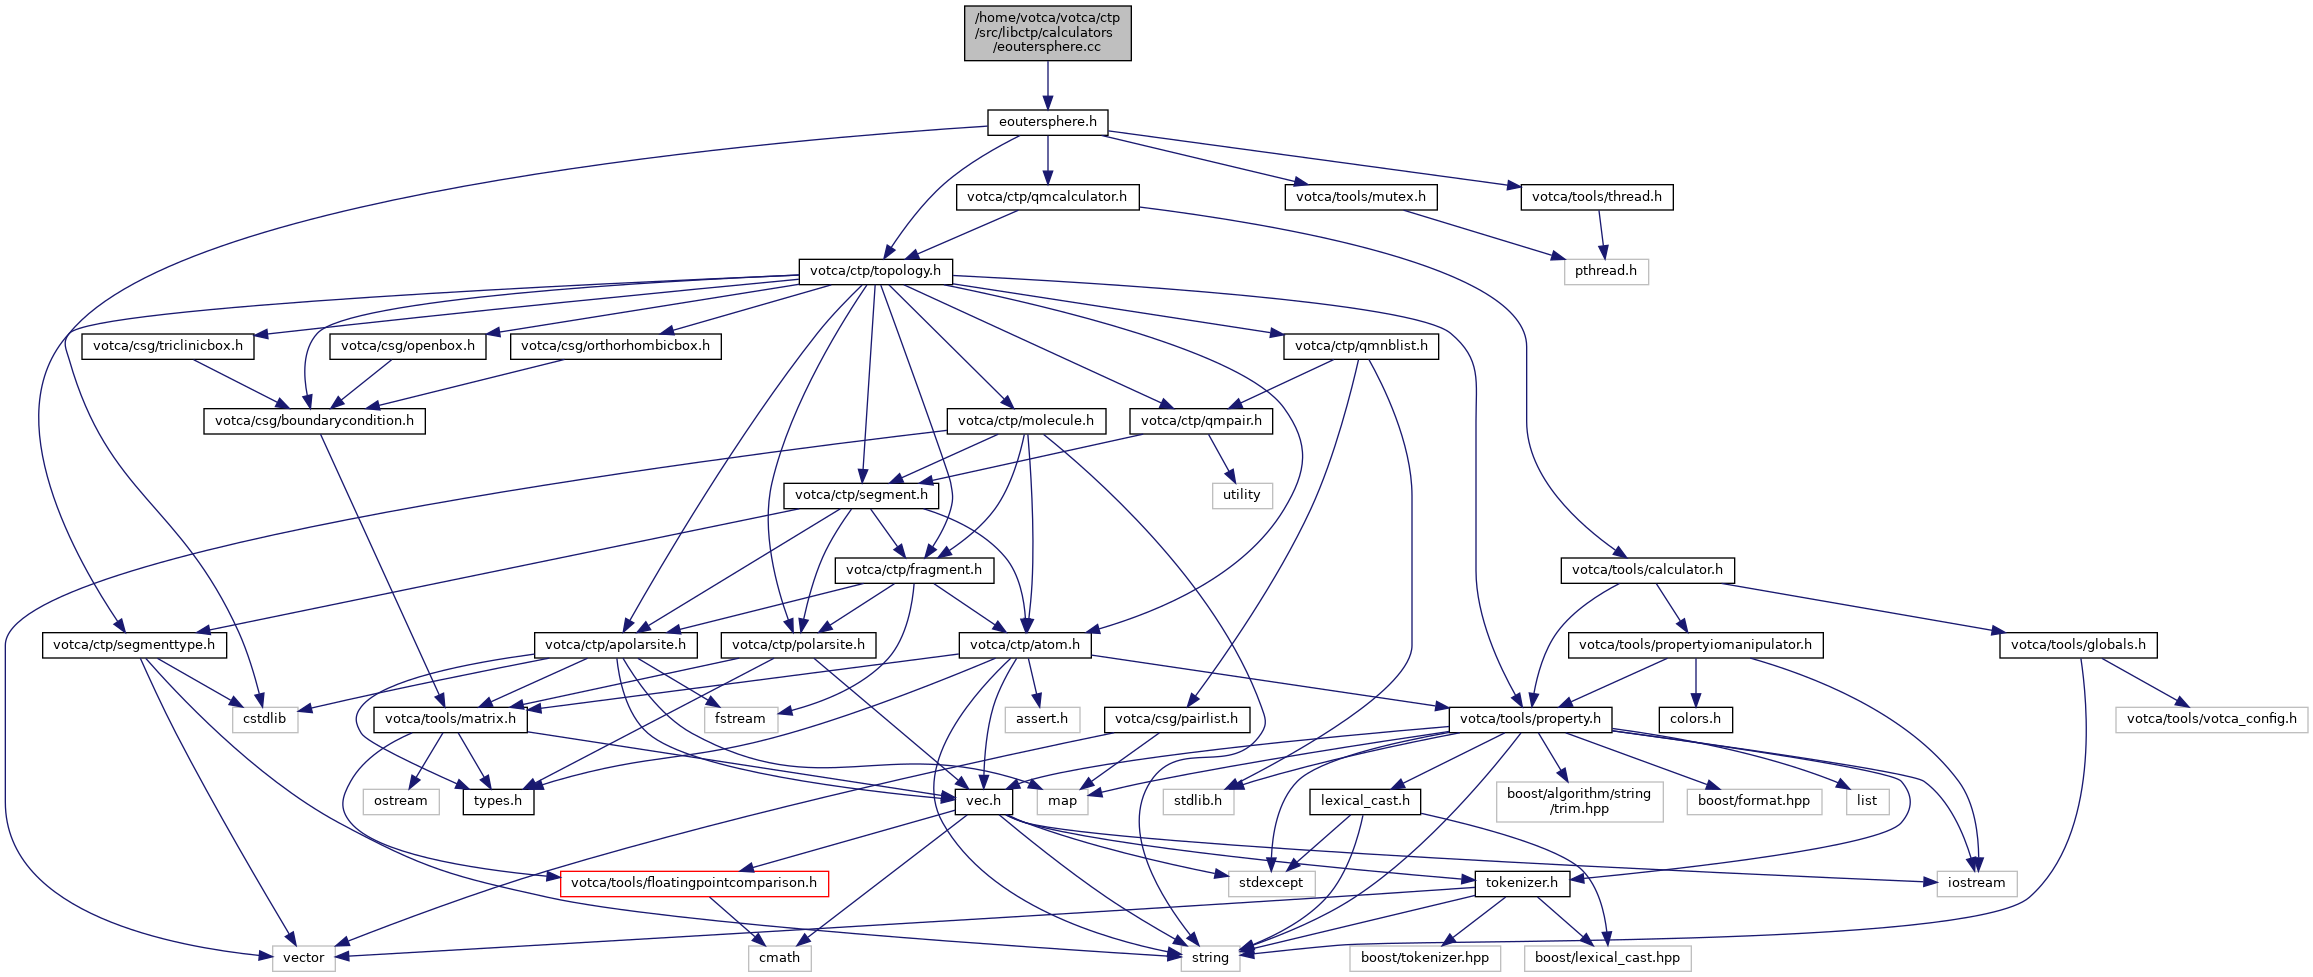 /home/votca/votca/ctp
/src/libctp/calculators
/eoutersphere.cc
eoutersphere.h
votca/ctp/qmcalculator.h
votca/tools/mutex.h
votca/tools/thread.h
votca/ctp/topology.h
pthread.h
votca/csg/triclinicbox.h
votca/csg/openbox.h
votca/csg/orthorhombicbox.h
votca/ctp/qmnblist.h
votca/csg/boundarycondition.h
votca/ctp/molecule.h
votca/ctp/qmpair.h
votca/ctp/segment.h
utility
votca/ctp/fragment.h
votca/tools/calculator.h
votca/ctp/segmenttype.h
votca/ctp/apolarsite.h
votca/ctp/polarsite.h
votca/ctp/atom.h
votca/tools/propertyiomanipulator.h
votca/tools/globals.h
cstdlib
votca/tools/matrix.h
fstream
assert.h
votca/csg/pairlist.h
votca/tools/property.h
colors.h
votca/tools/votca_config.h
ostream
types.h
vec.h
map
stdlib.h
lexical_cast.h
boost/algorithm/string
/trim.hpp
boost/format.hpp
list
votca/tools/floatingpointcomparison.h
stdexcept
tokenizer.h
iostream
vector
cmath
string
boost/tokenizer.hpp
boost/lexical_cast.hpp